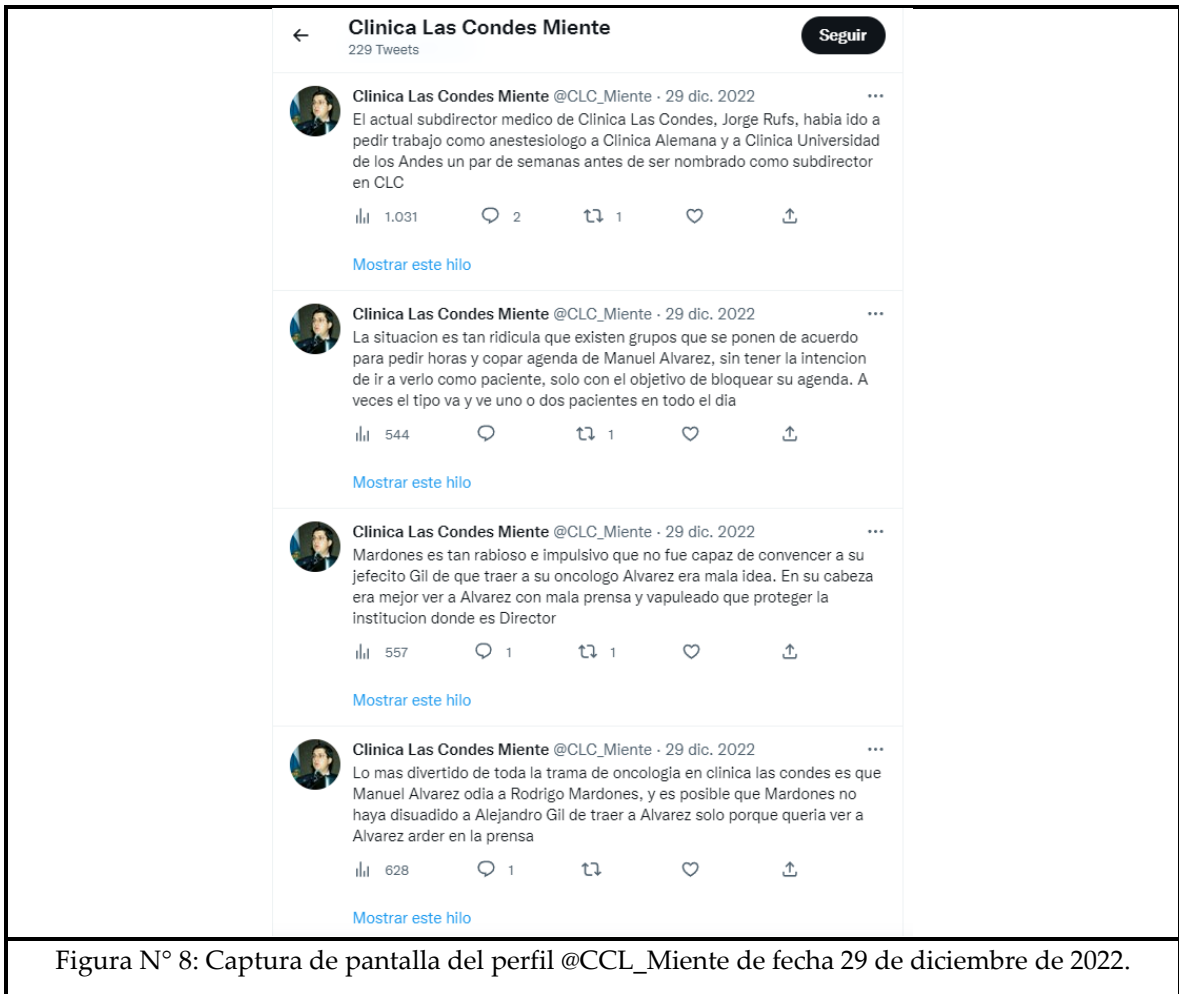 Clinica Las Condes Miente
229 Tweets
Seguir
Clinica Las Condes Miente @CLC_Miente · 29 dic. 2022
El actual subdirector medico de Clinica Las Condes, Jorge Rufs, habia ido a
pedir trabajo como anestesiologo a Clinica Alemana y a Clinica Universidad
de los Andes un par de semanas antes de ser nombrado como subdirector
en CLC
1.031 2 1
Mostrar este hilo
Clinica Las Condes Miente @CLC_Miente · 29 dic. 2022
La situacion es tan ridicula que existen grupos que se ponen de acuerdo
para pedir horas y copar agenda de Manuel Alvarez, sin tener la intencion
de ir a verlo como paciente, solo con el objetivo de bloquear su agenda. A
veces el tipo va y ve uno o dos pacientes en todo el dia
544 1
Mostrar este hilo
Clinica Las Condes Miente @CLC_Miente · 29 dic. 2022
Mardones es tan rabioso e impulsivo que no fue capaz de convencer a su
jefecito Gil de que traer a su oncologo Alvarez era mala idea. En su cabeza
era mejor ver a Alvarez con mala prensa y vapuleado que proteger la
institucion donde es Director
557 1 1
Mostrar este hilo
Clinica Las Condes Miente @CLC_Miente · 29 dic. 2022
Lo mas divertido de toda la trama de oncologia en clinica las condes es que
Manuel Alvarez odia a Rodrigo Mardones, y es posible que Mardones no
haya disuadido a Alejandro Gil de traer a Alvarez solo porque queria ver a
Alvarez arder en la prensa
628 1
Mostrar este hilo
Figura N° 8: Captura de pantalla del perfil @CCL_Miente de fecha 29 de diciembre de 2022.